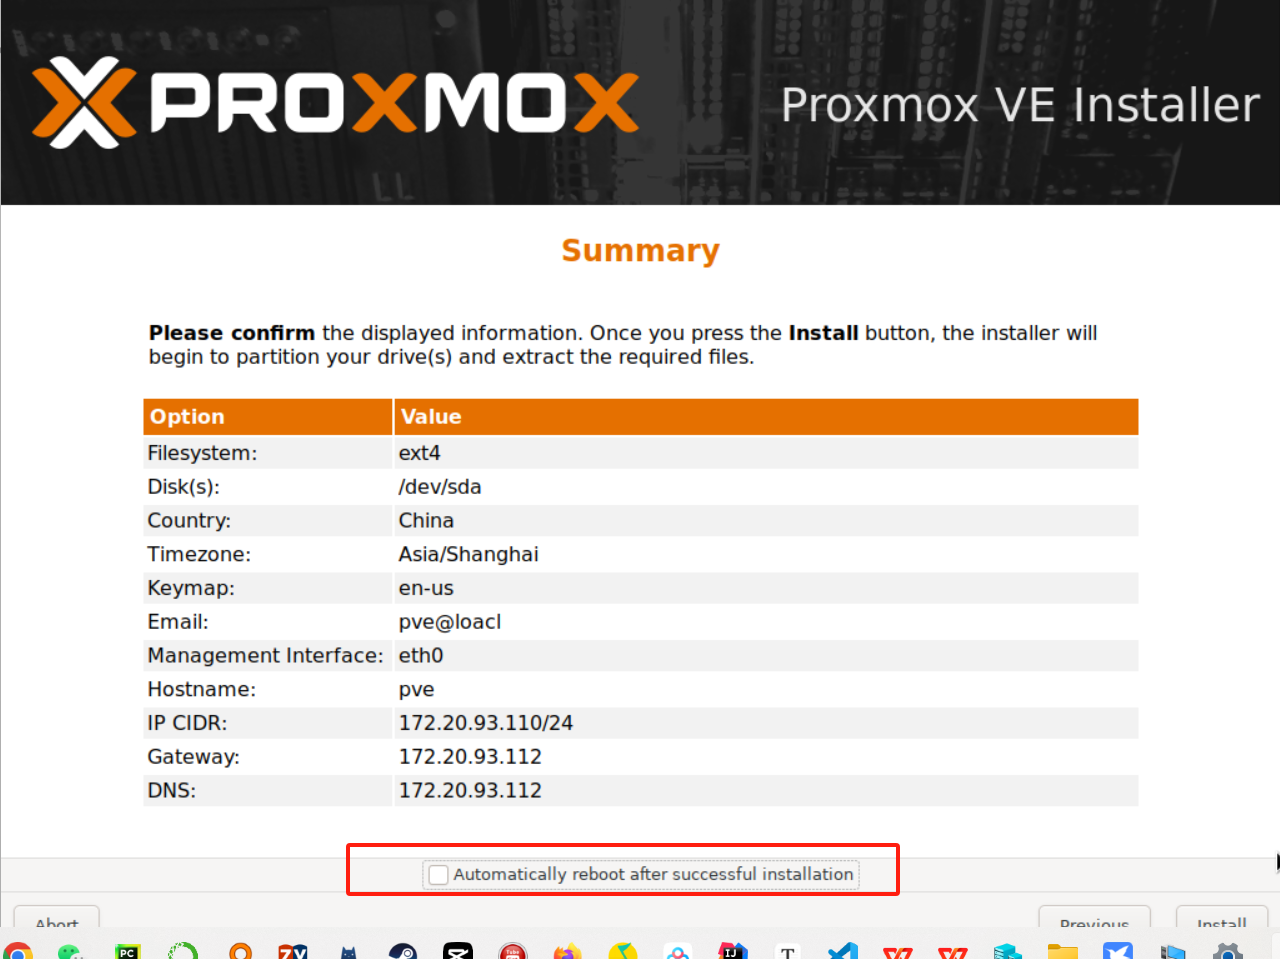 PROXMOX
Proxmox VE Installer
Summary
Please confirm the displayed information. Once you press the Install button, the installer will
begin to partition your drive(s) and extract the required files.
Option Value
Filesystem: ext4
Disk(s): /dev/sda
Country: China
Timezone: Asia/Shanghai
Keymap: en-us
Email: pve@loacl
Management Interface: eth0
Hostname: pve
IP CIDR: 172.20.93.110/24
Gateway: 172.20.93.112
DNS: 172.20.93.112
Automatically reboot after successful installation
Abort Previous Install
PC
IJ
T